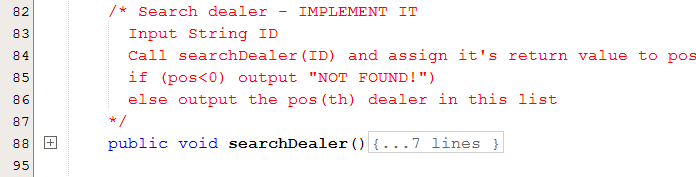 82 /* Search dealer - IMPLEMENT IT
83 Input String ID
84 Call searchDealer(ID) and assign it's return value to pos
85 if (pos<0) output "NOT FOUND!")
86 else output the pos(th) dealer in this list
87 */
88 public void searchDealer(){...7 lines }
95